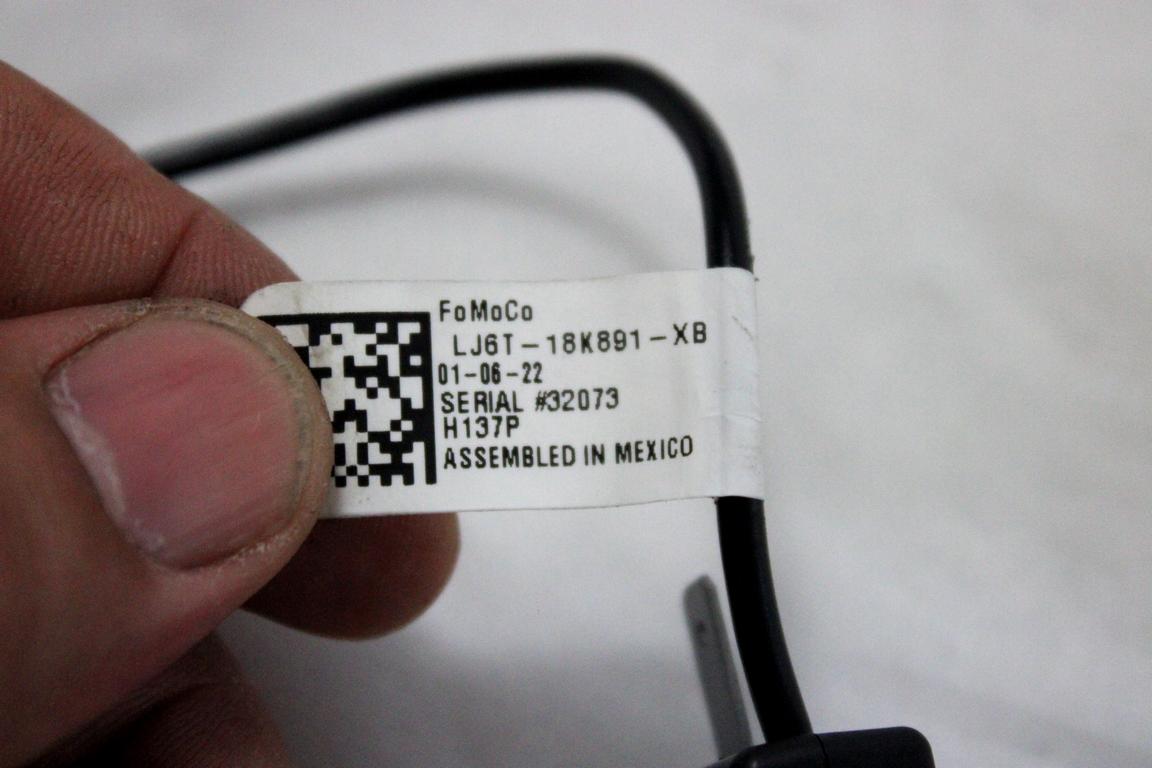 FoMoCo
LJ6T-18K891-XB
01-06-22
SERIAL #32073
H137P
ASSEMBLED IN MEXICO